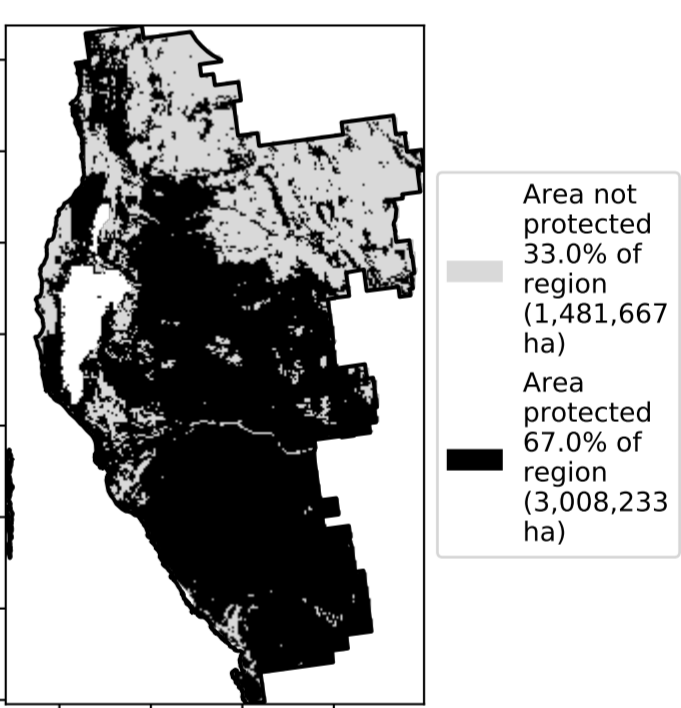 Area not
protected
33.0% of
region
(1,481,667
ha)
Area
protected
67.0% of
region
(3,008,233
ha)